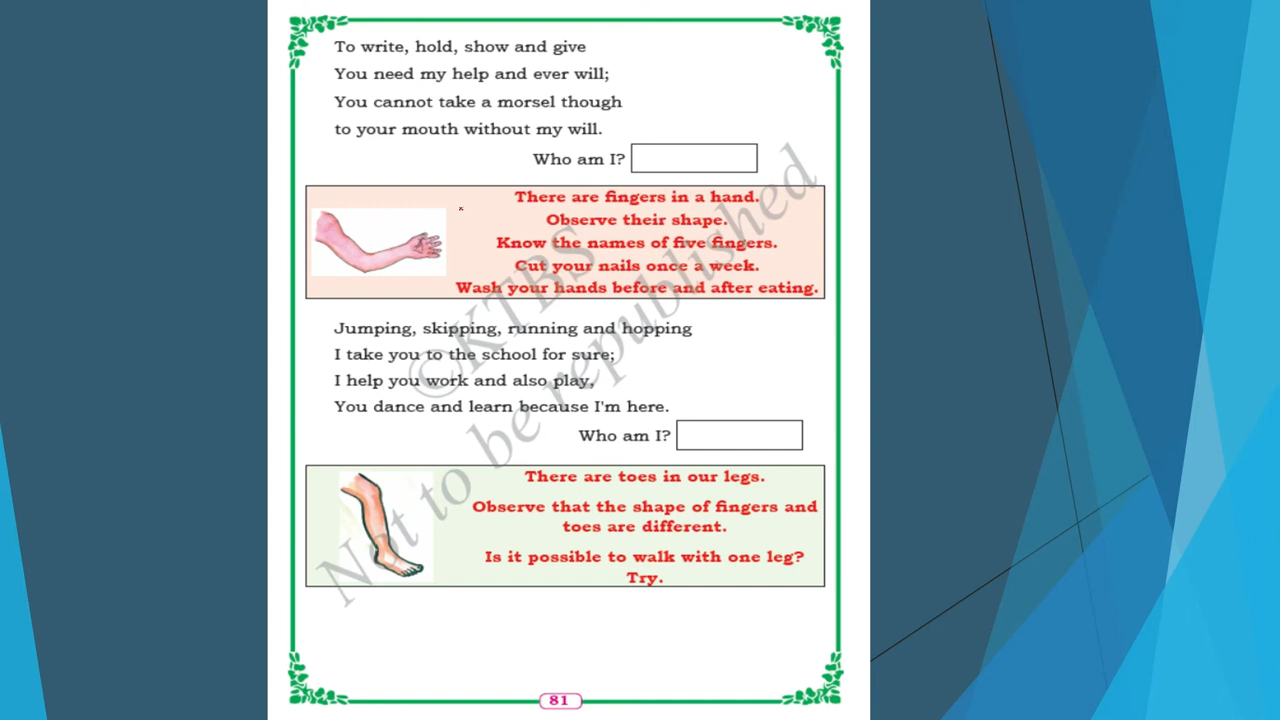 To write, hold, show and give
You need my help and ever will;
You cannot take a morsel though
to your mouth without my will.
Who am I?
There are fingers in a hand.
Observe their shape.
Know the names of five fingers.
Cut your nails once a week.
Wash your hands before and after eating.
Jumping, skipping, running and hopping
I take you to the school for sure;
I help you work and also play,
You dance and learn because I'm here.
Who am I?
There are toes in our legs.
Observe that the shape of fingers and
toes are different.
Is it possible to walk with one leg?
Try.
©KTBS
Not to be republished
81